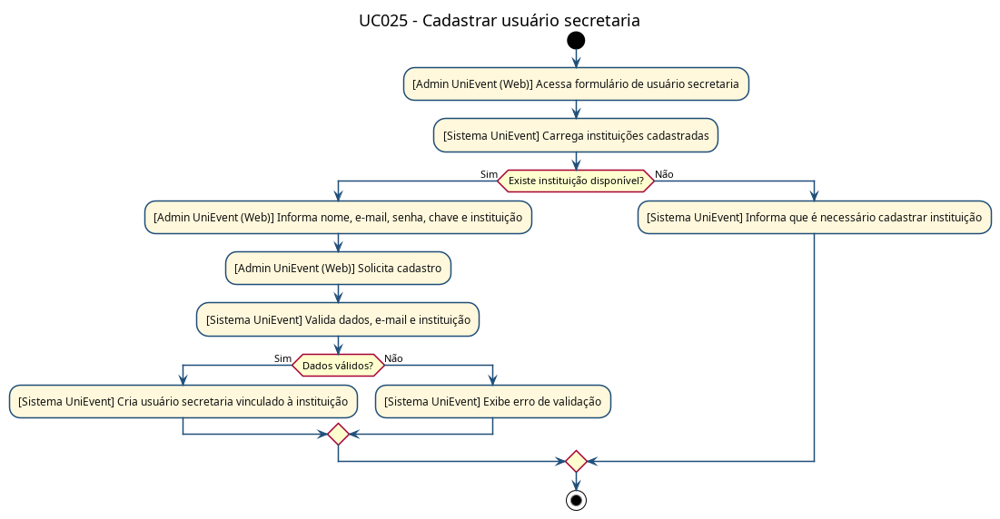 UC025 - Cadastrar usuário secretaria
[Admin UniEvent (Web)] Acessa formulário de usuário secretaria
[Sistema UniEvent] Carrega instituições cadastradas
Sim
Existe instituição disponível?
Não
[Admin UniEvent (Web)] Informa nome, e-mail, senha, chave e instituição
[Sistema UniEvent] Informa que é necessário cadastrar instituição
[Admin UniEvent (Web)] Solicita cadastro
[Sistema UniEvent] Valida dados, e-mail e instituição
Sim
Dados válidos?
Não
[Sistema UniEvent] Cria usuário secretaria vinculado à instituição
[Sistema UniEvent] Exibe erro de validação